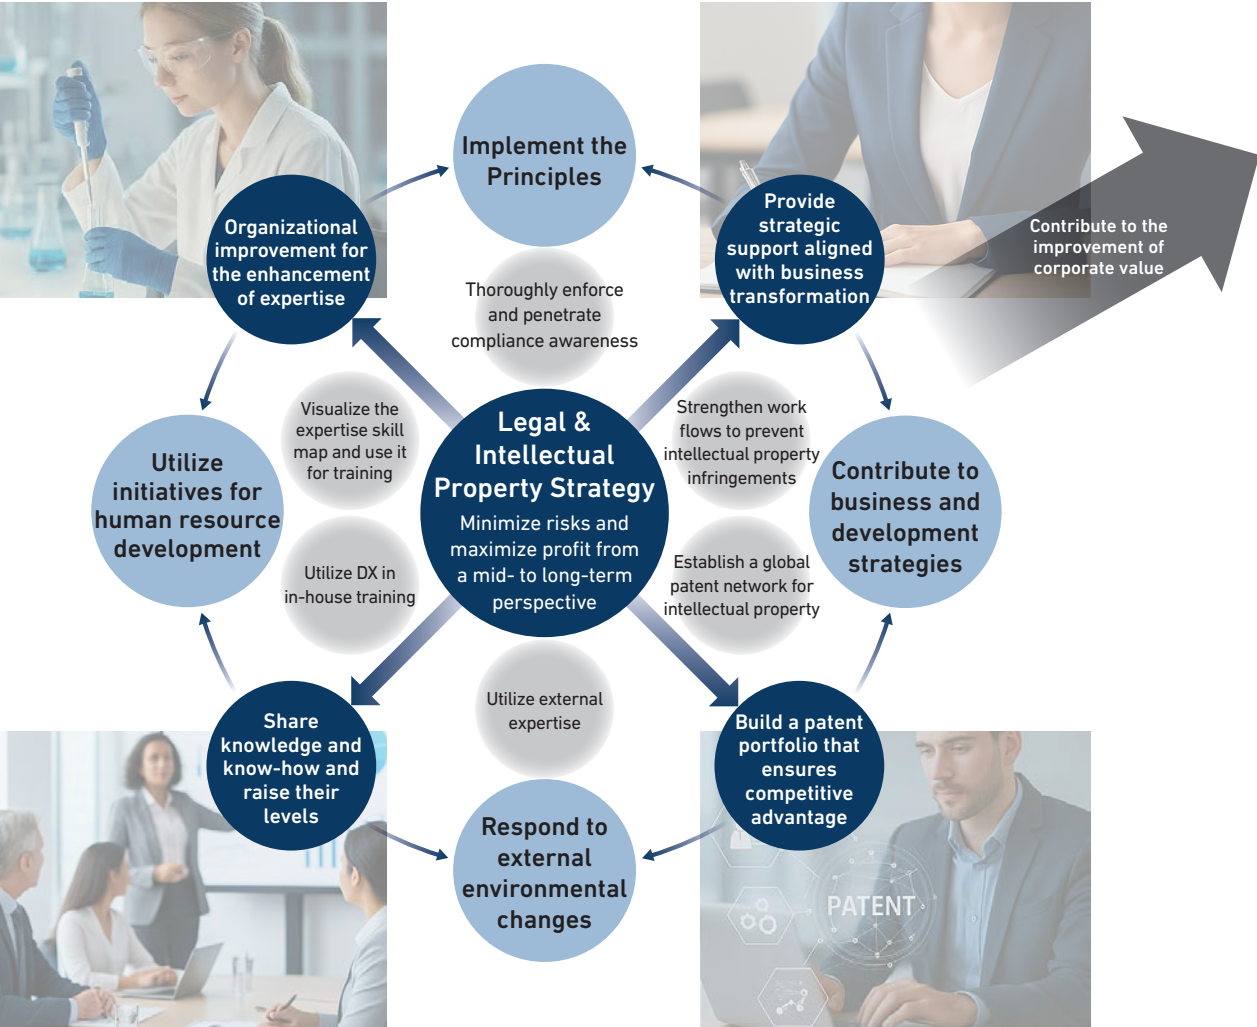 Implement the
Principles
Organizational
improvement for
the enhancement
of expertise
Provide
strategic
support aligned
with business
transformation
Contribute to the
improvement of
corporate value
Thoroughly enforce
and penetrate
compliance awareness
Visualize the
expertise skill
map and use it
for training
Strengthen work
flows to prevent
intellectual property
infringements
Legal &
Intellectual
Property Strategy
Minimize risks and
maximize profit from
a mid- to long-term
perspective
Utilize
initiatives for
human resource
development
Contribute to
business and
development
strategies
Utilize DX in
in-house training
Establish a global
patent network for
intellectual property
Utilize external
expertise
Share
knowledge and
know-how and
raise their
levels
Build a patent
portfolio that
ensures
competitive
advantage
Respond to
external
environmental
changes
PATENT